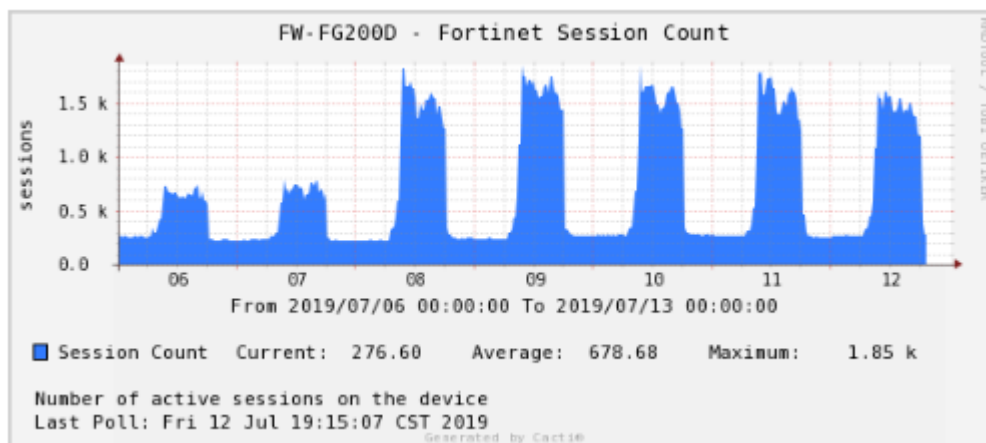 FW-FG200D - Fortinet Session Count
sessions
1.5 k
1.0 k
0.5 k
0.0
06 07 08 09 10 11 12
From 2019/07/06 00:00:00 To 2019/07/13 00:00:00
Session Count Current: 276.60 Average: 678.68 Maximum: 1.85 k
Number of active sessions on the device
Last Poll: Fri 12 Jul 19:15:07 CST 2019
Generated by Cacti®